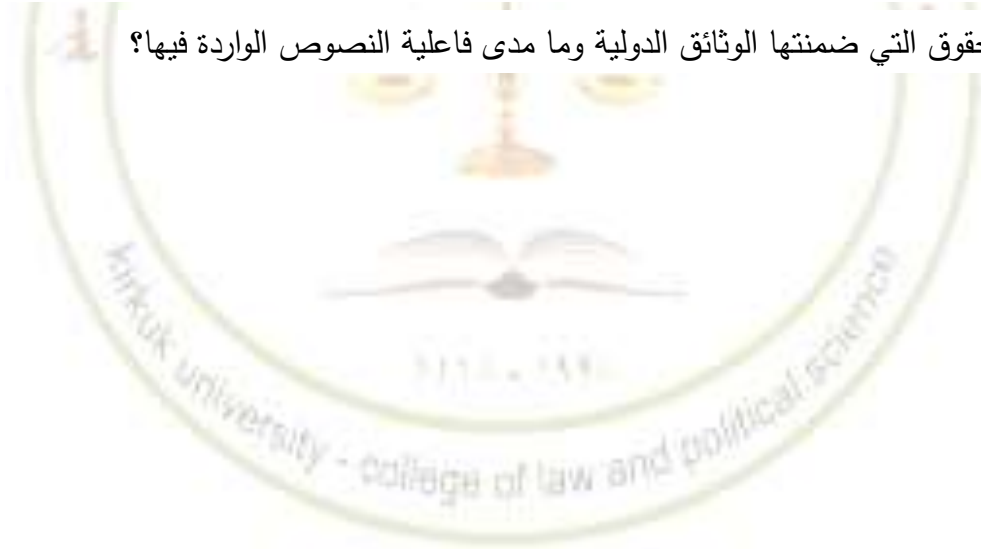 حقوق التي ضمنتها الوثائق الدولية وما مدى فاعلية النصوص الواردة فيها؟
kirkuk university - college of law and political science